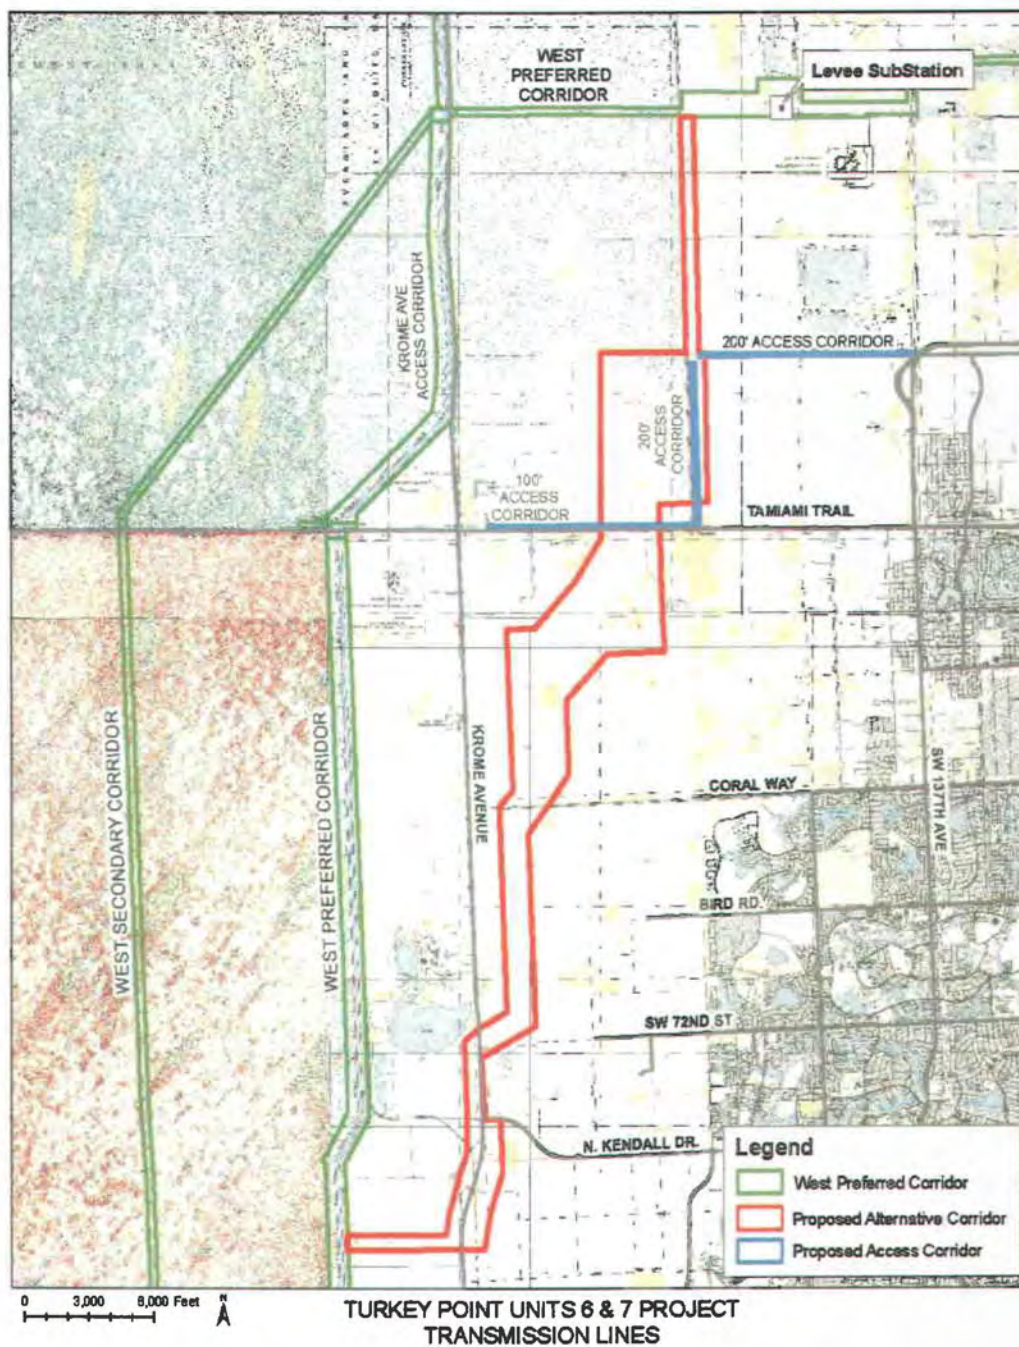 WEST
PREFERRED
CORRIDOR
Levee SubStation
KROME AVE
ACCESS CORRIDOR
200' ACCESS CORRIDOR
200'
ACCESS
CORRIDOR
100'
ACCESS
CORRIDOR
TAMIAMI TRAIL
WEST SECONDARY CORRIDOR
WEST PREFERRED CORRIDOR
KROME AVENUE
CORAL WAY
SW 137TH AVE
BIRD RD.
SW 72ND ST
N. KENDALL DR.
Legend
West Preferred Corridor
Proposed Alternative Corridor
Proposed Access Corridor
0 3,000 6,000 Feet
N
TURKEY POINT UNITS 6 & 7 PROJECT
TRANSMISSION LINES